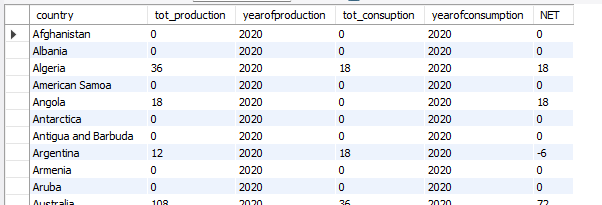 country tot_production yearofproduction tot_consuption yearofconsumption NET
Afghanistan 0 2020 0 2020 0
Albania 0 2020 0 2020 0
Algeria 36 2020 18 2020 18
American Samoa 0 2020 0 2020 0
Angola 18 2020 0 2020 18
Antarctica 0 2020 0 2020 0
Antigua and Barbuda 0 2020 0 2020 0
Argentina 12 2020 18 2020 -6
Armenia 0 2020 0 2020 0
Aruba 0 2020 0 2020 0
Australia 108 2020 36 2020 72